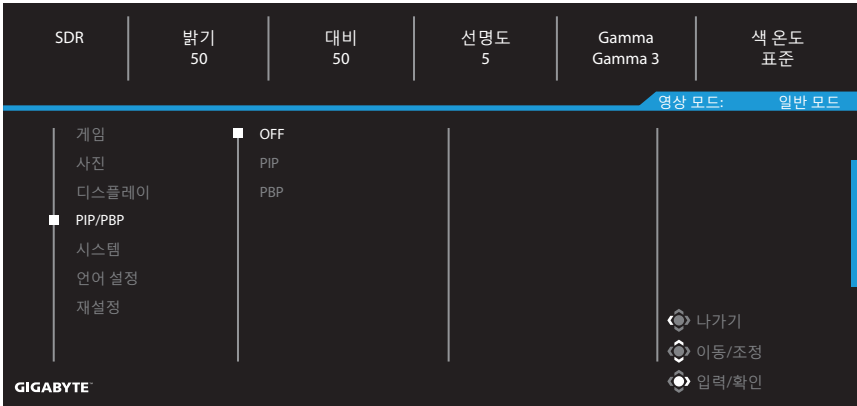 SDR 밝기 대비 선명도 Gamma 색 온도
50 50 5 Gamma 3 표준
영상 모드: 일반 모드
게임 OFF
사진 PIP
디스플레이 PBP
PIP/PBP
시스템
언어 설정
재설정
나가기
이동/조정
입력/확인
GIGABYTE™